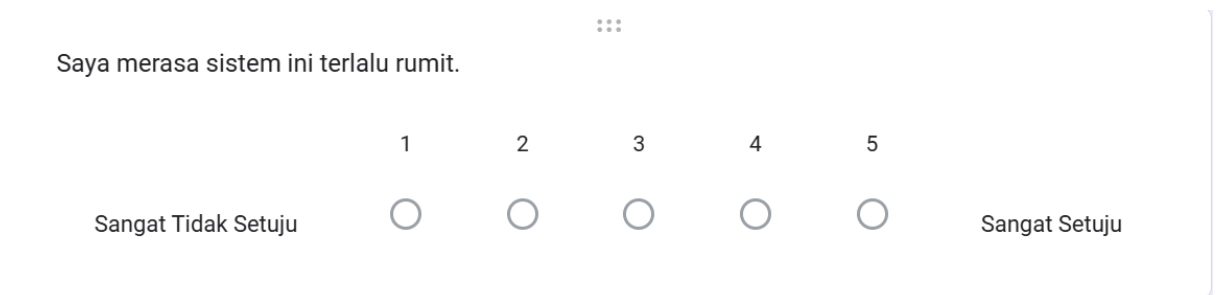 Saya merasa sistem ini terlalu rumit.
1 2 3 4 5
Sangat Tidak Setuju Sangat Setuju